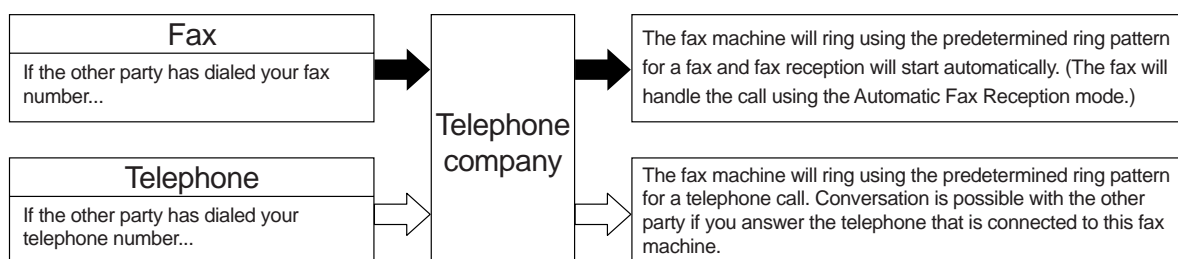 Fax
If the other party has dialed your fax
number...
Telephone
company
The fax machine will ring using the predetermined ring pattern
for a fax and fax reception will start automatically. (The fax will
handle the call using the Automatic Fax Reception mode.)
Telephone
If the other party has dialed your
telephone number...
The fax machine will ring using the predetermined ring pattern
for a telephone call. Conversation is possible with the other
party if you answer the telephone that is connected to this fax
machine.